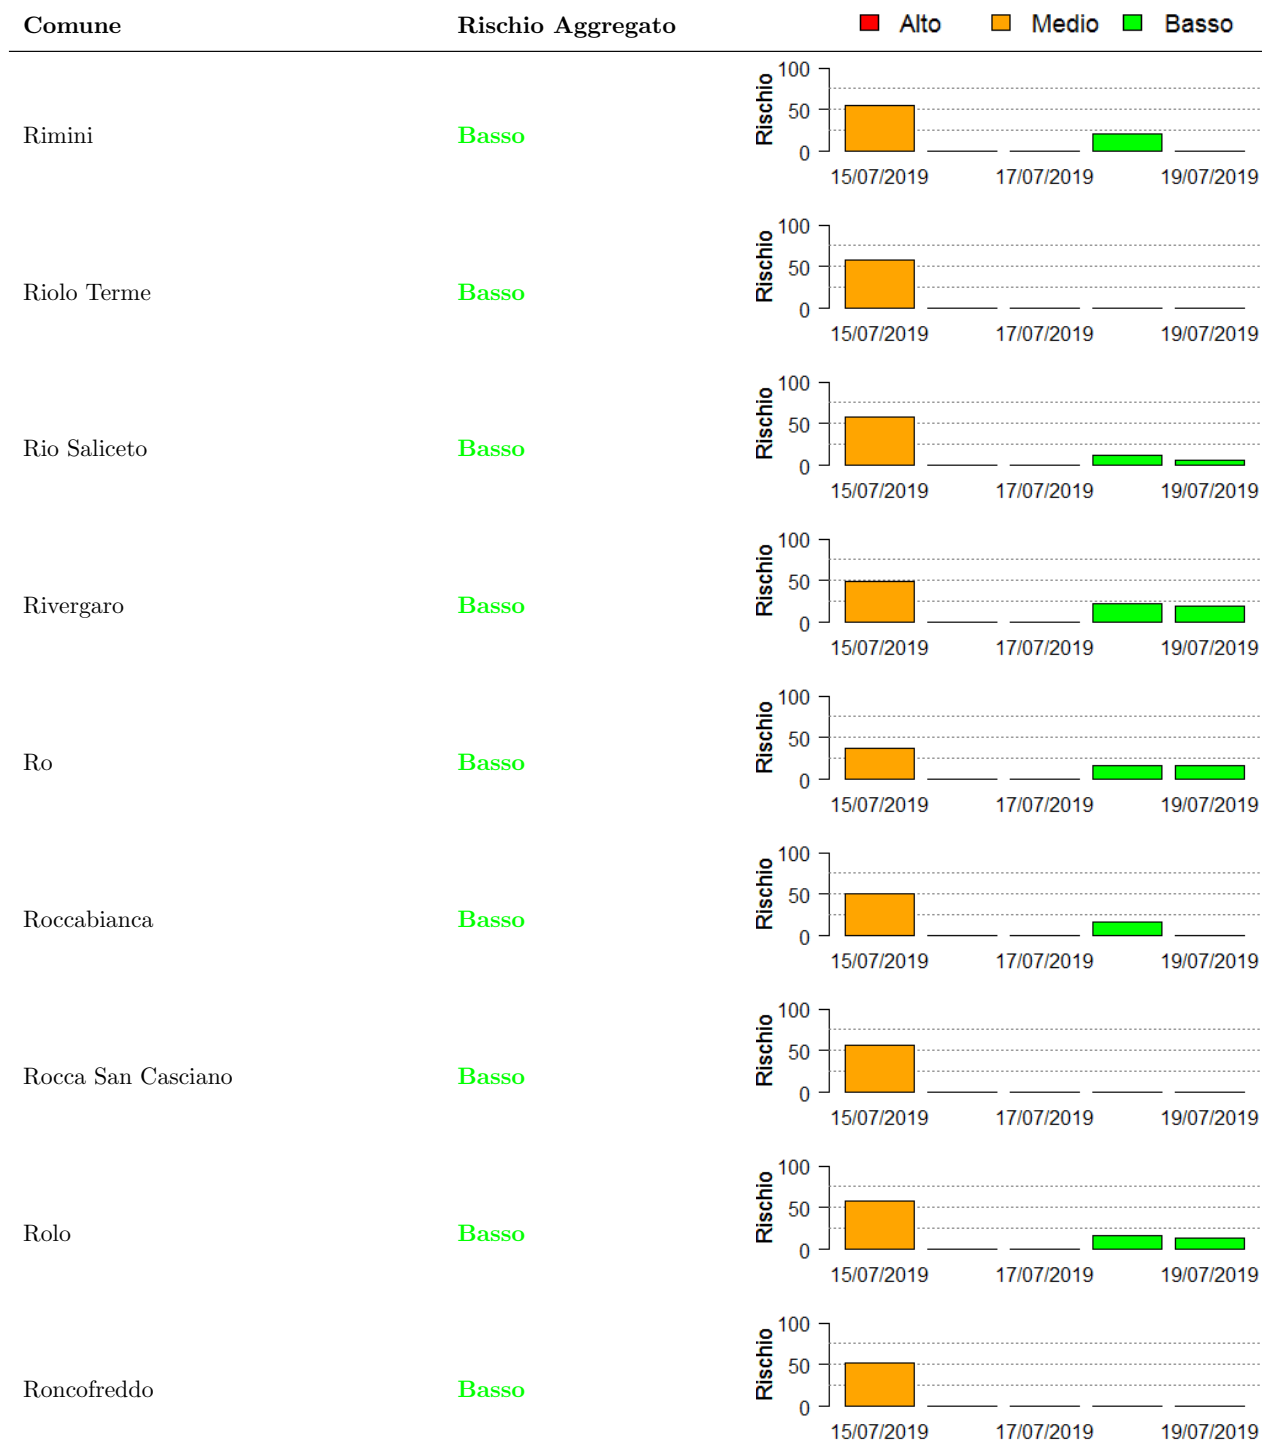 Comune Rischio Aggregato Alto Medio Basso
Rimini Basso Rischio 100 50 0
15/07/2019 17/07/2019 19/07/2019
Riolo Terme Basso Rischio 100 50 0
15/07/2019 17/07/2019 19/07/2019
Rio Saliceto Basso Rischio 100 50 0
15/07/2019 17/07/2019 19/07/2019
Rivergaro Basso Rischio 100 50 0
15/07/2019 17/07/2019 19/07/2019
Ro Basso Rischio 100 50 0
15/07/2019 17/07/2019 19/07/2019
Roccabianca Basso Rischio 100 50 0
15/07/2019 17/07/2019 19/07/2019
Rocca San Casciano Basso Rischio 100 50 0
15/07/2019 17/07/2019 19/07/2019
Rolo Basso Rischio 100 50 0
15/07/2019 17/07/2019 19/07/2019
Roncofreddo Basso Rischio 100 50 0
15/07/2019 17/07/2019 19/07/2019